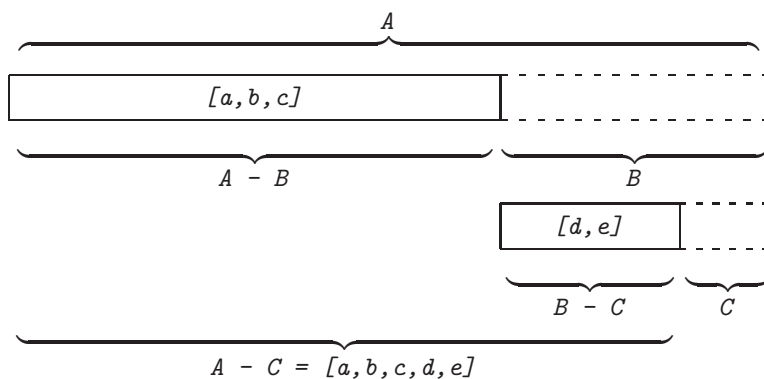 A
[a,b,c]
A - B B
[d,e]
B - C C
A - C = [a,b,c,d,e]